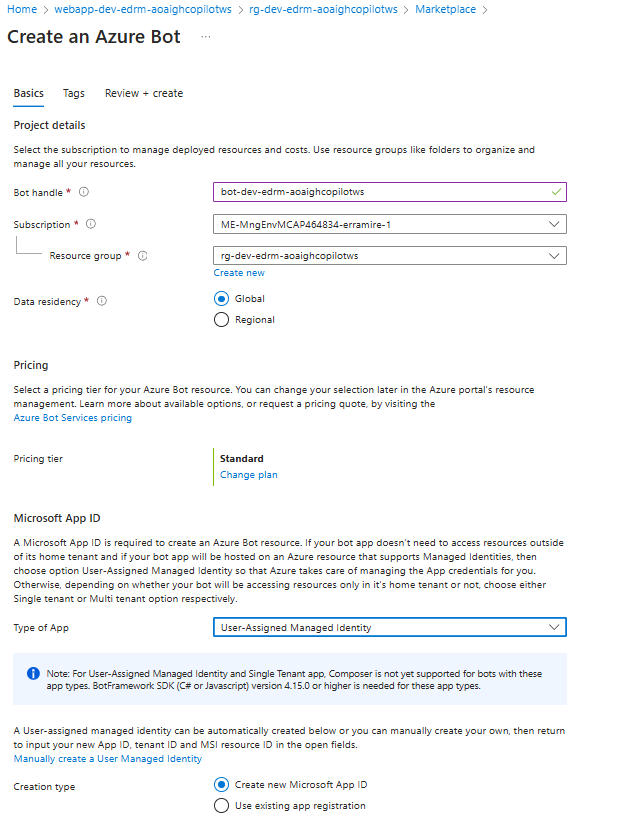 Home > webapp-dev-edrm-aoaighcopilotws > rg-dev-edrm-aoaighcopilotws > Marketplace >
Create an Azure Bot ...
Basics Tags Review + create
Project details
Select the subscription to manage deployed resources and costs. Use resource groups like folders to organize and
manage all your resources.
Bot handle * bot-dev-edrm-aoaighcopilotws
Subscription * ME-MngEnvMCAP464834-erramire-1
Resource group * rg-dev-edrm-aoaighcopilotws
Create new
Data residency * Global
Regional
Pricing
Select a pricing tier for your Azure Bot resource. You can change your selection later in the Azure portal's resource
management. Learn more about available options, or request a pricing quote, by visiting the
Azure Bot Services pricing
Pricing tier Standard
Change plan
Microsoft App ID
A Microsoft App ID is required to create an Azure Bot resource. If your bot app doesn't need to access resources outside
of its home tenant and if your bot app will be hosted on an Azure resource that supports Managed Identities, then
choose option User-Assigned Managed Identity so that Azure takes care of managing the App credentials for you.
Otherwise, depending on whether your bot will be accessing resources only in it's home tenant or not, choose either
Single tenant or Multi tenant option respectively.
Type of App User-Assigned Managed Identity
Note: For User-Assigned Managed Identity and Single Tenant app, Composer is not yet supported for bots with these
app types. BotFramework SDK (C# or Javascript) version 4.15.0 or higher is needed for these app types.
A User-assigned managed identity can be automatically created below or you can manually create your own, then return
to input your new App ID, tenant ID and MSI resource ID in the open fields.
Manually create a User Managed Identity
Creation type Create new Microsoft App ID
Use existing app registration